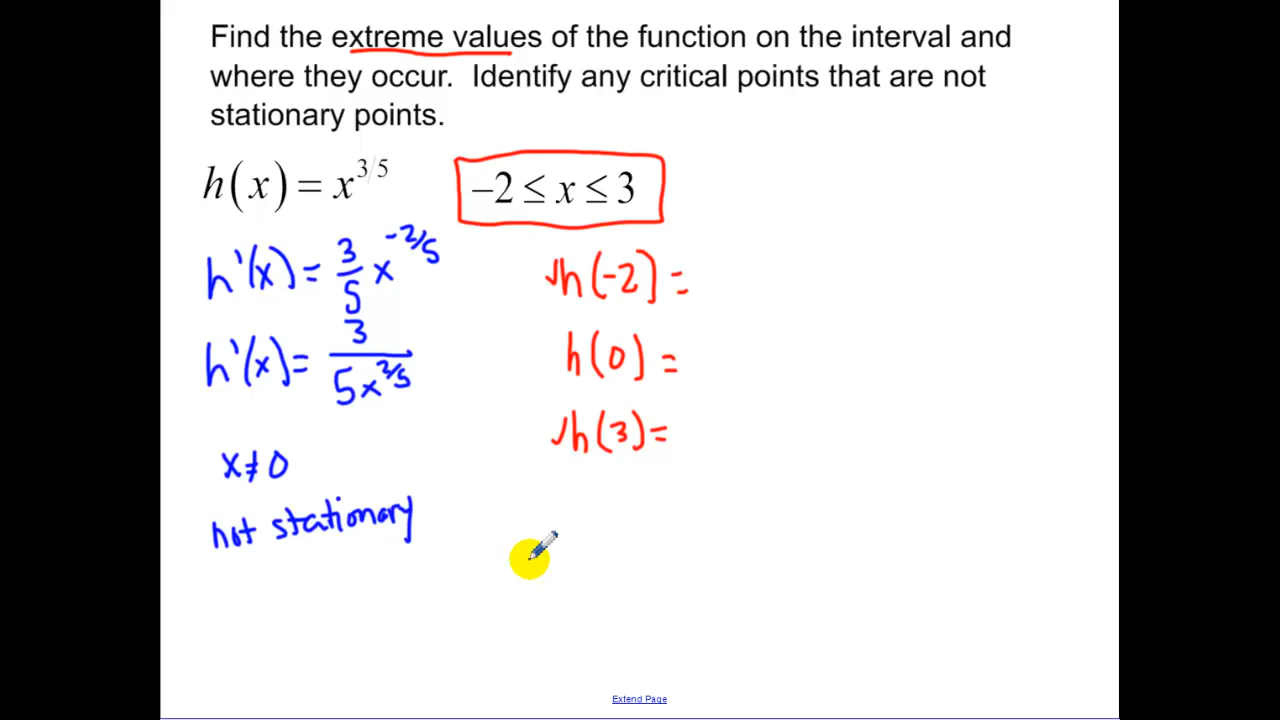 Find the extreme values of the function on the interval and
where they occur. Identify any critical points that are not
stationary points.
h(x) = x^{3/5}
−2 ≤ x ≤ 3
h'(x) = 3/5 x^{-2/5}
h'(x) = 3/(5x^{2/5})
x ≠ 0
not stationary
√h(-2) =
h(0) =
√h(3) =
Extend Page